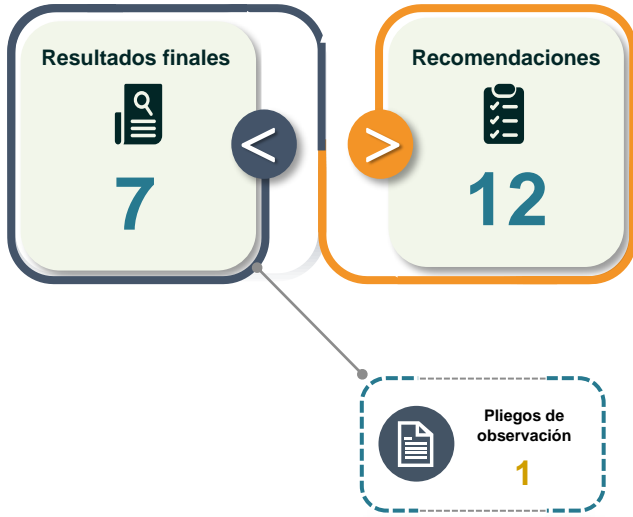 Resultados finales
7
<
>
Recomendaciones
12
Pliegos de
observación
1